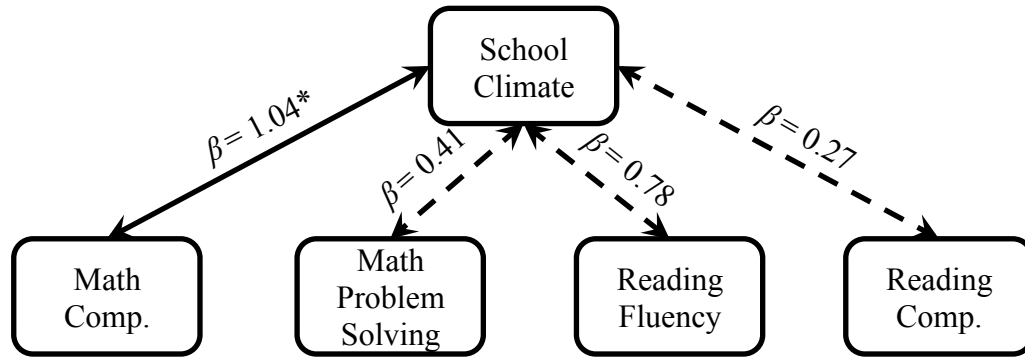 School
Climate
β = 1.04*
β = 0.41
β = 0.78
β = 0.27
Math
Comp.
Math
Problem
Solving
Reading
Fluency
Reading
Comp.